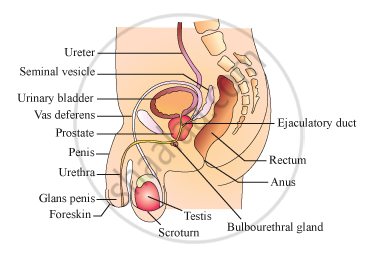 Ureter
Seminal vesicle
Urinary bladder
Vas deferens
Prostate
Penis
Urethra
Glans penis
Foreskin
Testis
Scroturn
Ejaculatory duct
Rectum
Anus
Bulbourethral gland